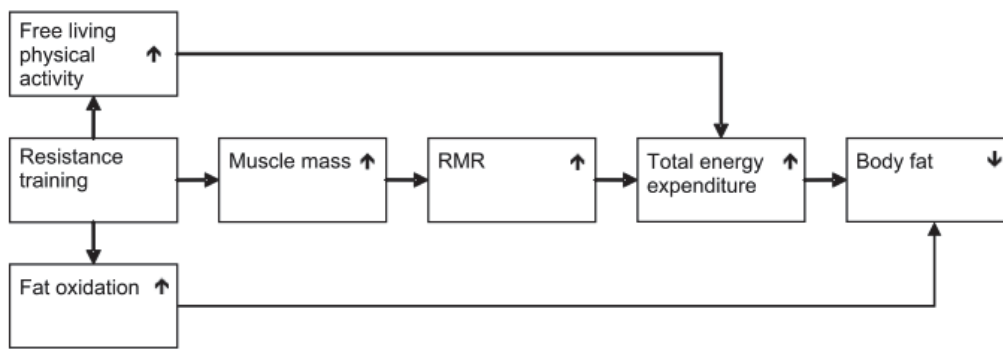 Free living
physical
activity
Resistance
training
Muscle mass
RMR
Total energy
expenditure
Body fat
Fat oxidation